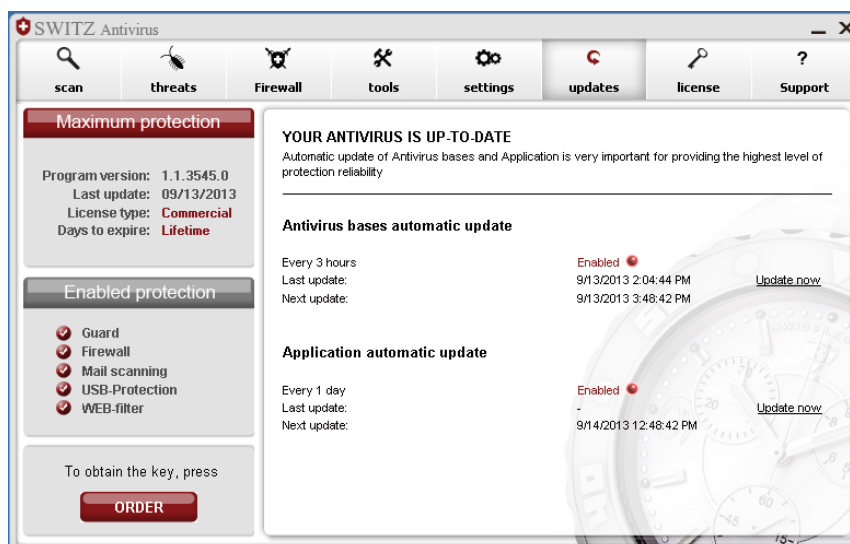 SWITZ Antivirus
scan
threats
Firewall
tools
settings
updates
license
?
Support
Maximum protection
Program version: 1.1.3545.0
Last update: 09/13/2013
License type: Commercial
Days to expire: Lifetime
Enabled protection
Guard
Firewall
Mail scanning
USB-Protection
WEB-filter
To obtain the key, press
ORDER
YOUR ANTIVIRUS IS UP-TO-DATE
Automatic update of Antivirus bases and Application is very important for providing the highest level of
protection reliability
Antivirus bases automatic update
Every 3 hours Enabled
Last update: 9/13/2013 2:04:44 PM Update now
Next update: 9/13/2013 3:48:42 PM
Application automatic update
Every 1 day Enabled
Last update: - Update now
Next update: 9/14/2013 12:48:42 PM
60
45
15